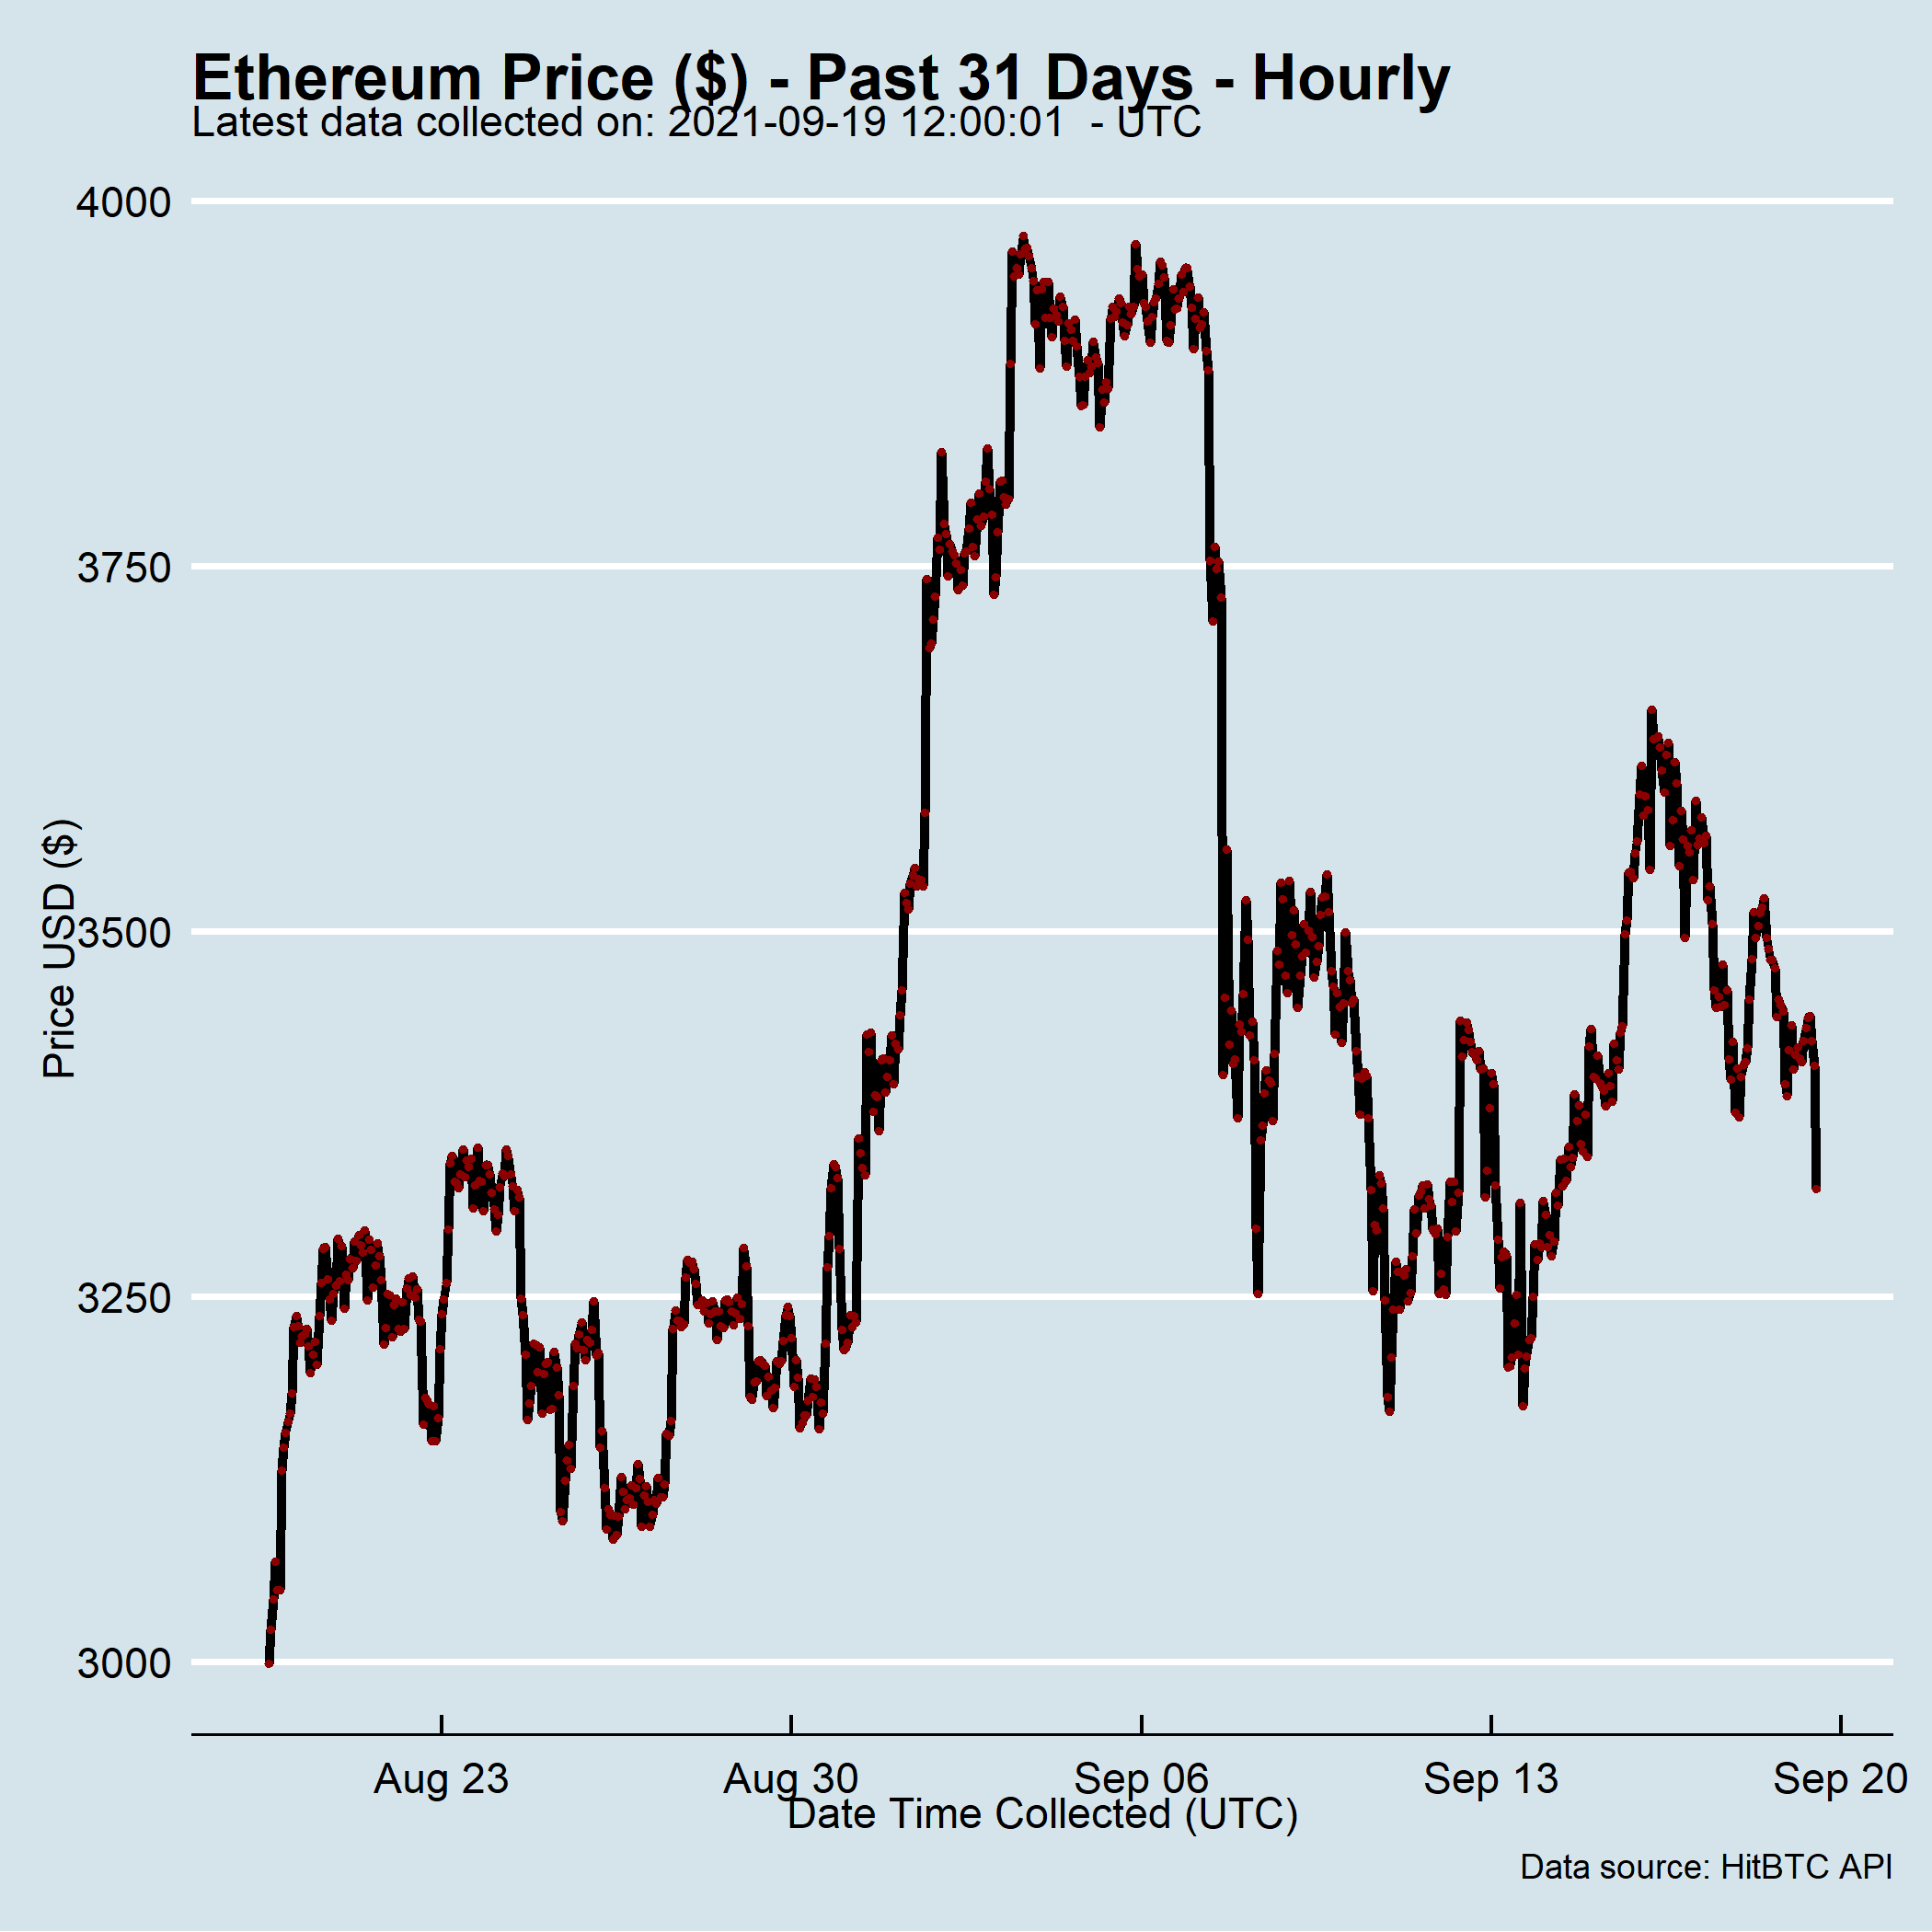 Ethereum Price ($) - Past 31 Days - Hourly
Latest data collected on: 2021-09-19 12:00:01  - UTC
4000
3750
3500
3250
3000
Price USD ($)
Aug 23 Aug 30 Sep 06 Sep 13 Sep 20
Date Time Collected (UTC)
Data source: HitBTC API